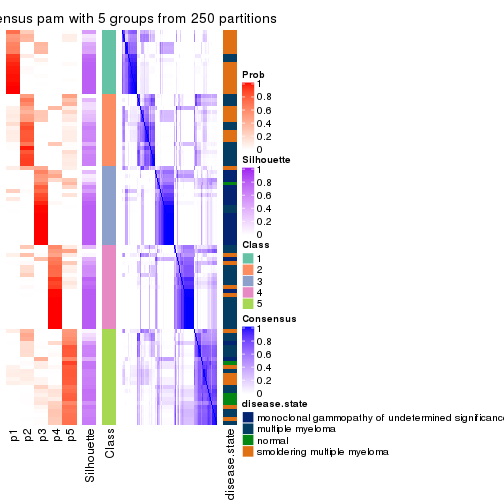 ensus pam with 5 groups from 250 partitions
Prob
1
0.8
0.6
0.4
0.2
0
Silhouette
1
0.8
0.6
0.4
0.2
0
Class
1
2
3
4
5
Consensus
1
0.8
0.6
0.4
0.2
0
disease.state
monoclonal gammopathy of undetermined significance
multiple myeloma
normal
smoldering multiple myeloma
p1
p2
p3
p4
p5
Silhouette
Class
disease.state